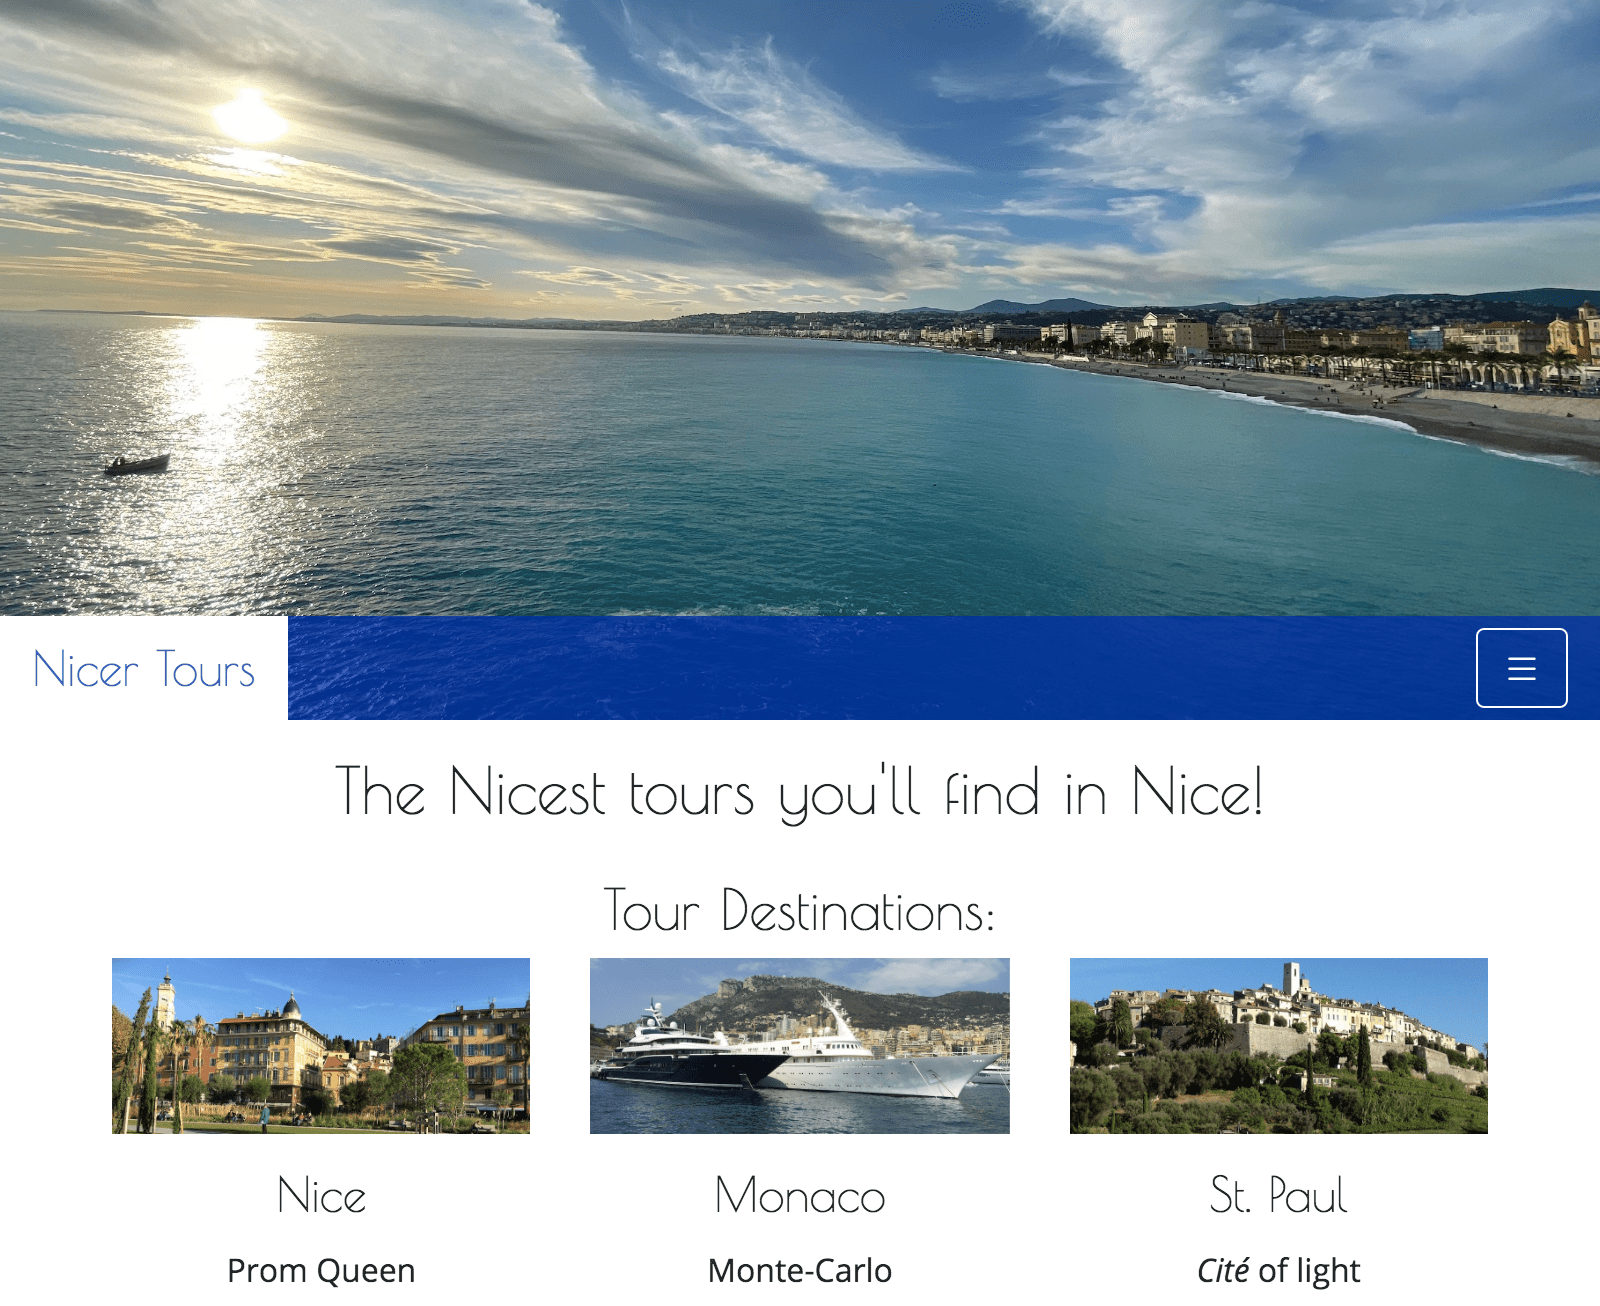 Nicer Tours
The Nicest tours you'll find in Nice!
Tour Destinations:
Nice
Monaco
St. Paul
Prom Queen
Monte-Carlo
Cité of light